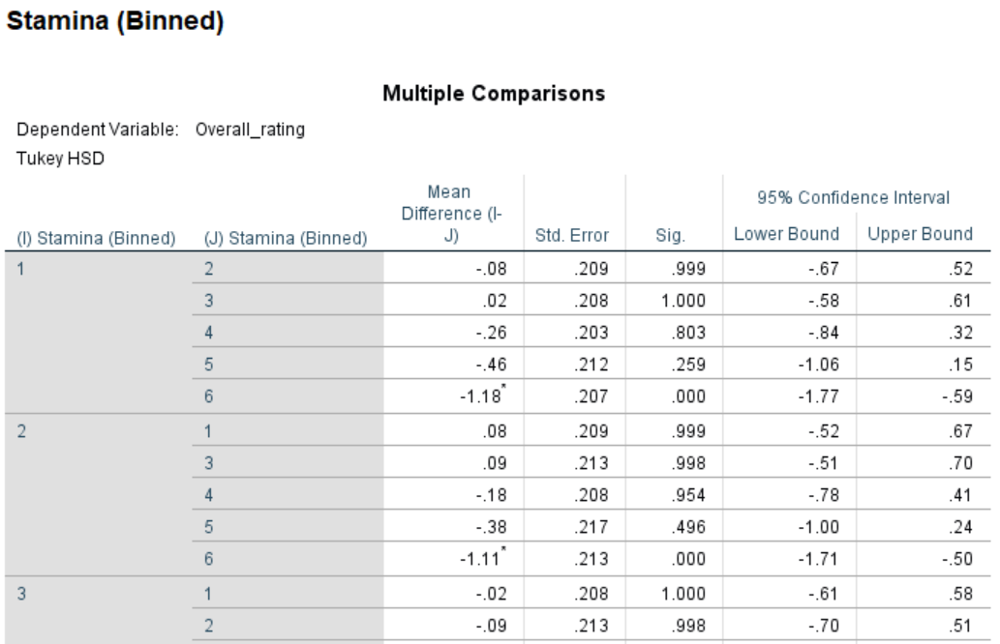 Stamina (Binned)
Multiple Comparisons
Dependent Variable: Overall_rating
Tukey HSD
(I) Stamina (Binned) (J) Stamina (Binned) Mean Difference (I-J) Std. Error Sig. 95% Confidence Interval Lower Bound Upper Bound
1 2 -.08 .209 .999 -.67 .52
3 .02 .208 1.000 -.58 .61
4 -.26 .203 .803 -.84 .32
5 -.46 .212 .259 -1.06 .15
6 -1.18* .207 .000 -1.77 -.59
2 1 .08 .209 .999 -.52 .67
3 .09 .213 .998 -.51 .70
4 -.18 .208 .954 -.78 .41
5 -.38 .217 .496 -1.00 .24
6 -1.11* .213 .000 -1.71 -.50
3 1 -.02 .208 1.000 -.61 .58
2 -.09 .213 .998 -.70 .51